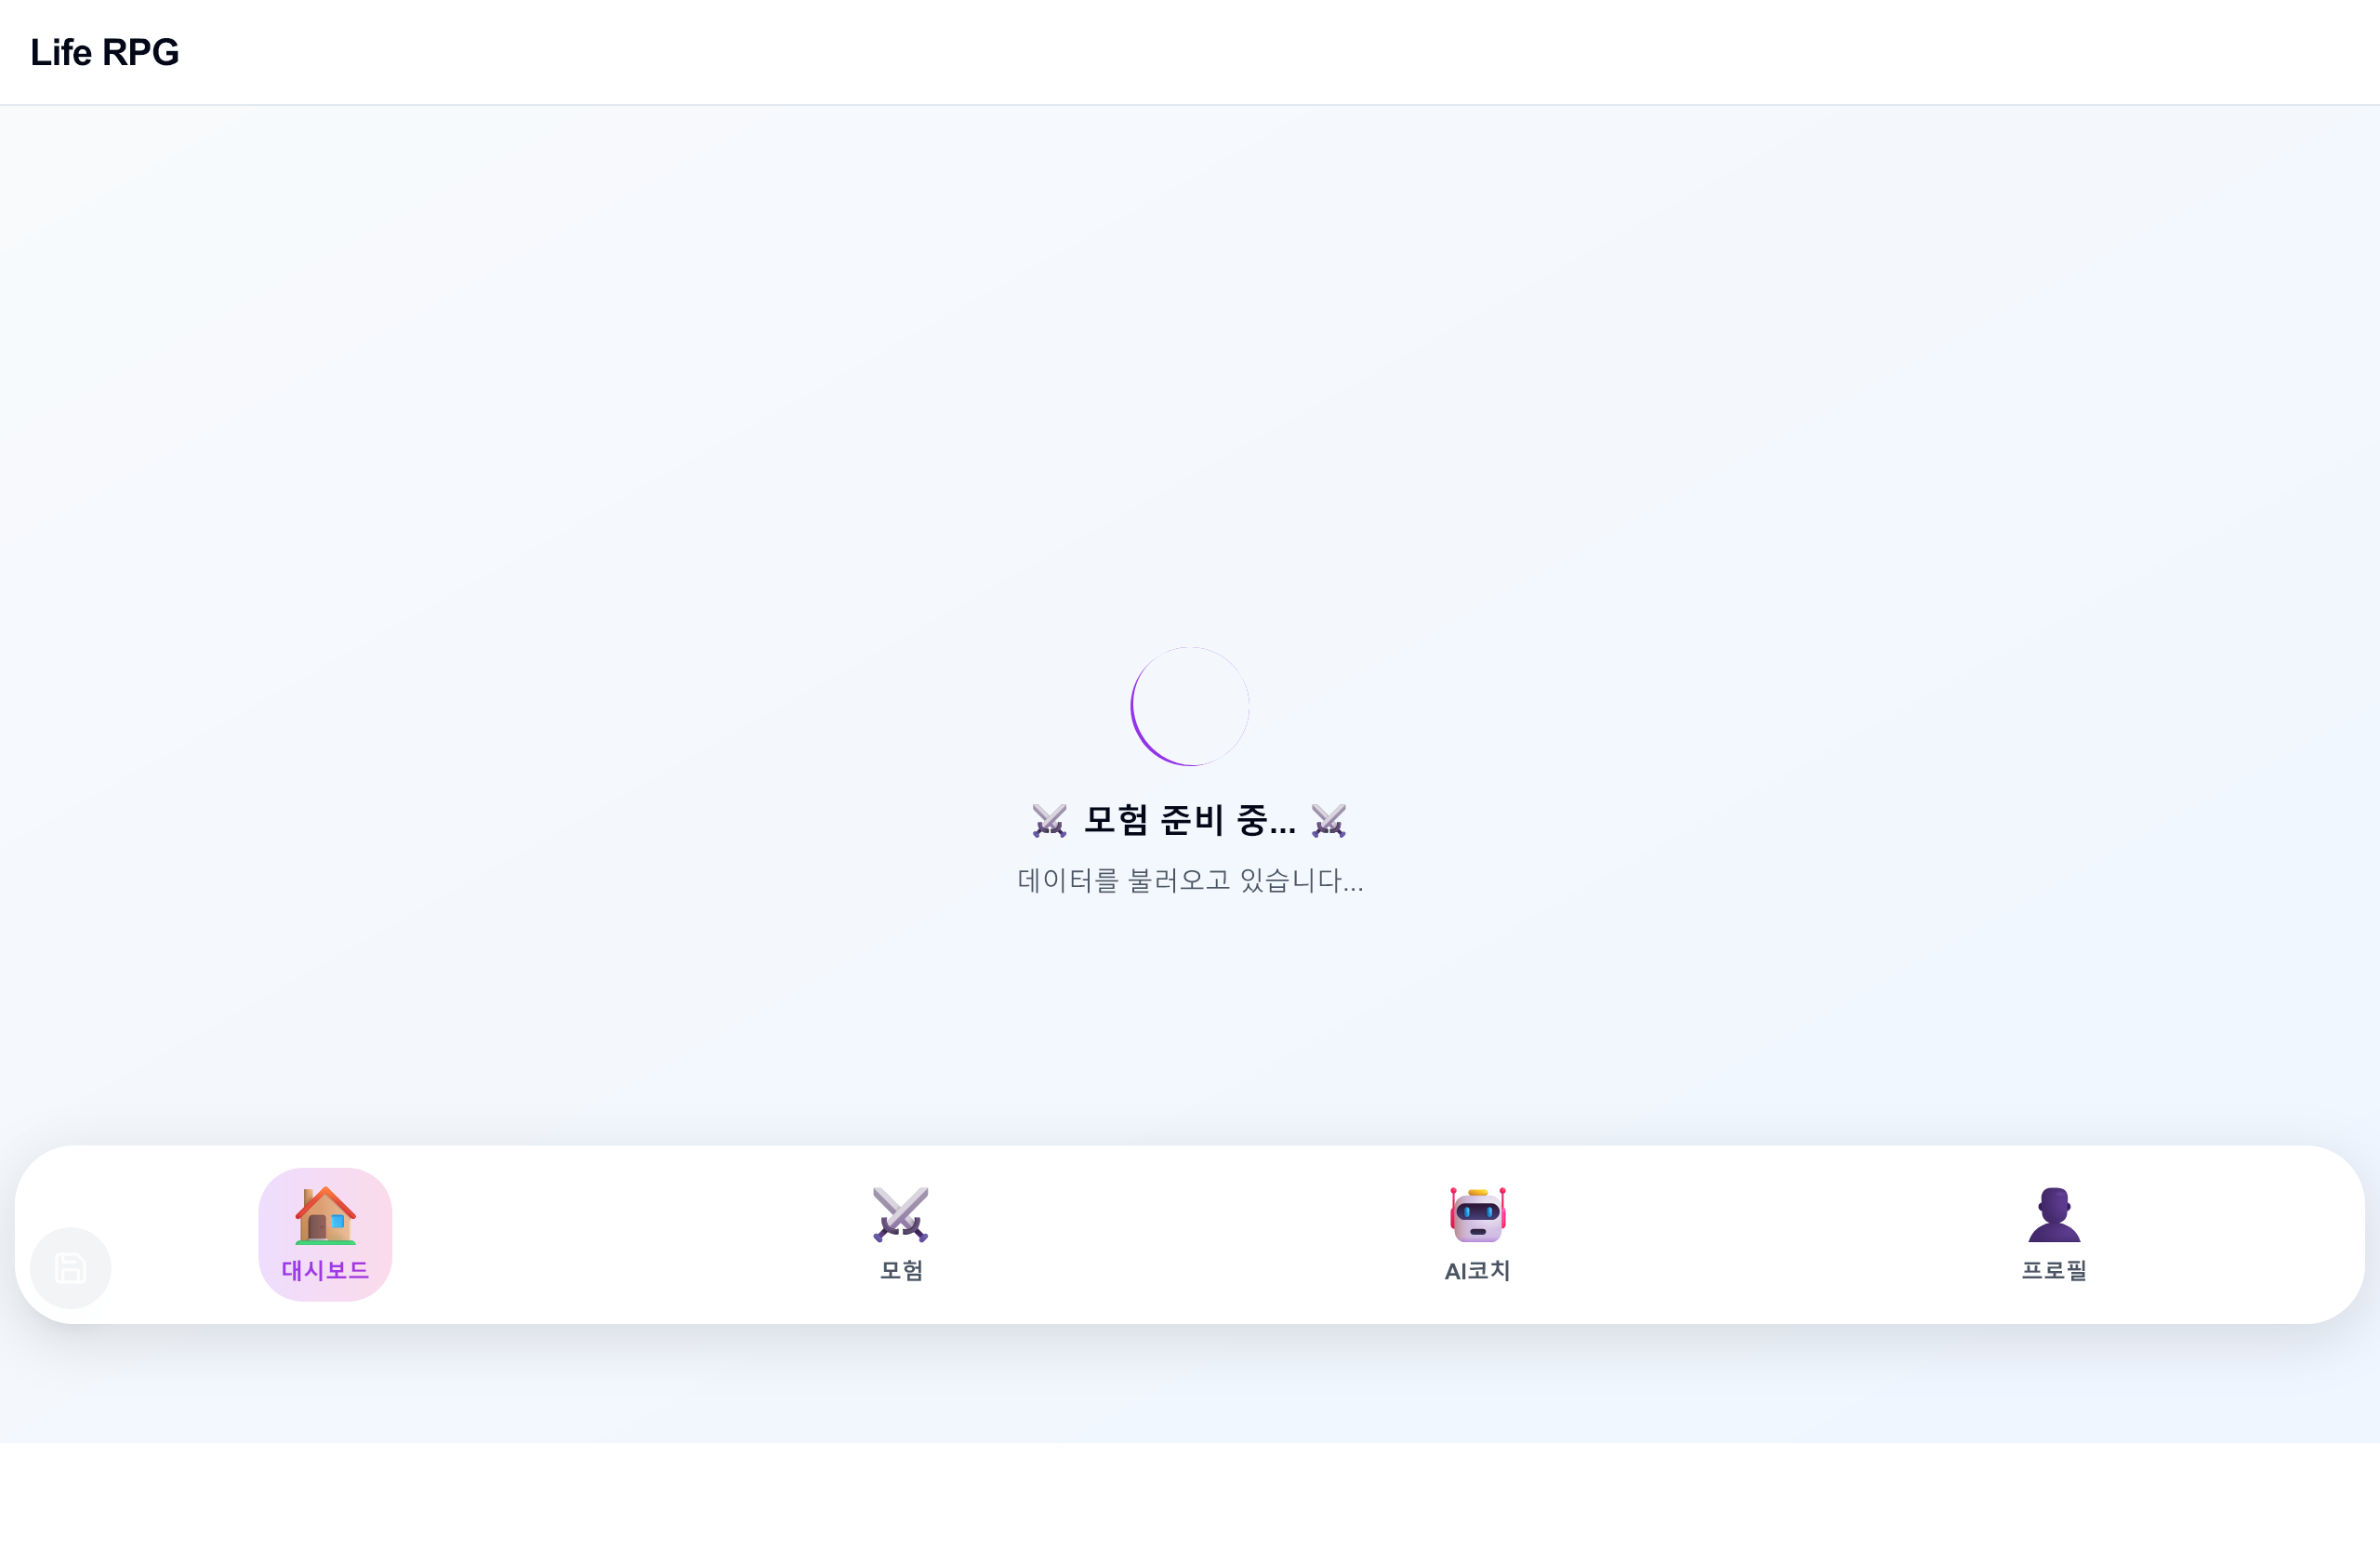 Life RPG
⚔️ 모험 준비 중... ⚔️
데이터를 불러오고 있습니다...
대시보드
모험
AI코치
프로필